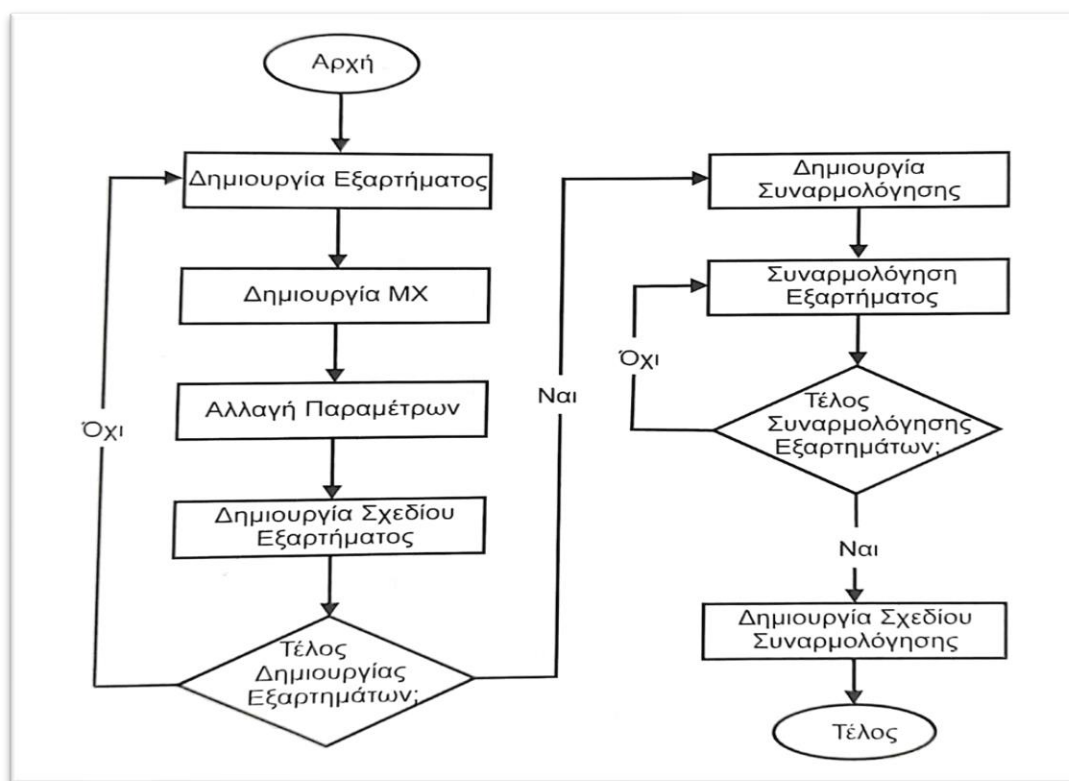 Αρχή
Δημιουργία Εξαρτήματος
Δημιουργία ΜΧ
Αλλαγή Παραμέτρων
Δημιουργία Σχεδίου
Εξαρτήματος
Τέλος
Δημιουργίας
Εξαρτημάτων;
Όχι
Ναι
Δημιουργία
Συναρμολόγησης
Συναρμολόγηση
Εξαρτήματος
Όχι
Τέλος
Συναρμολόγησης
Εξαρτημάτων;
Ναι
Δημιουργία Σχεδίου
Συναρμολόγησης
Τέλος